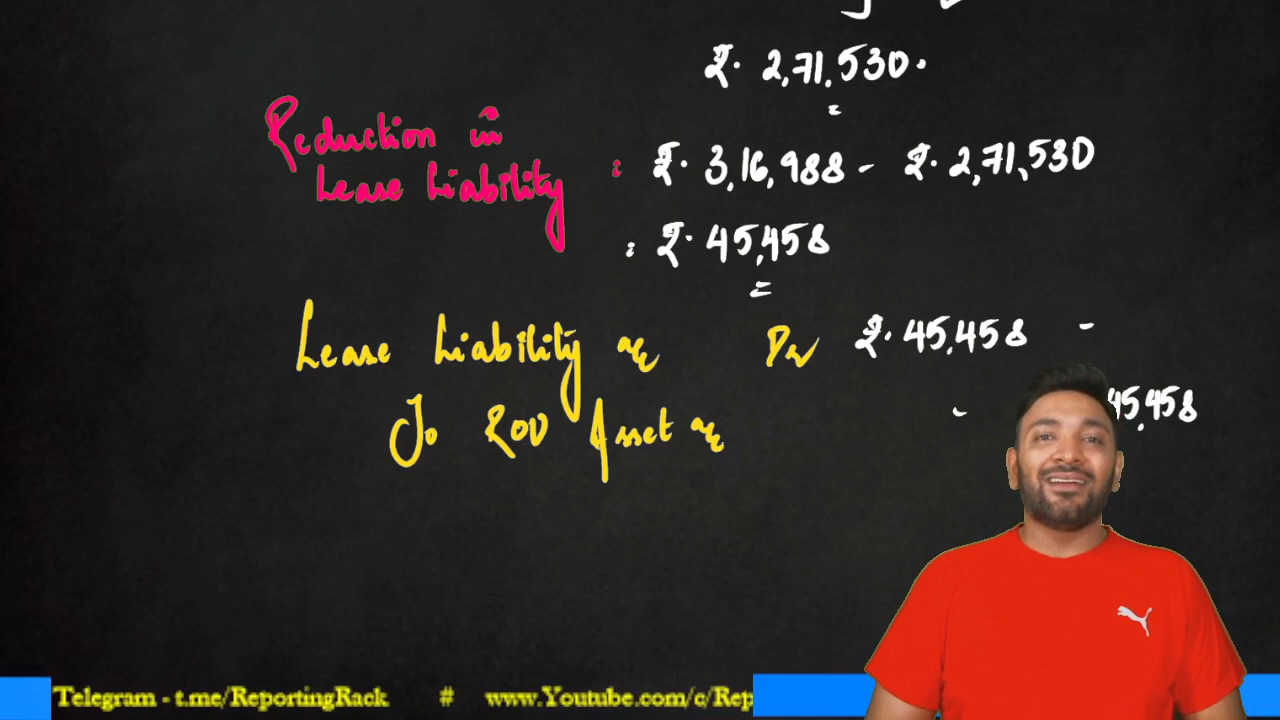 ₹. 2,71,530.
Reduction in
Lease Liability : ₹. 3,16,988 - ₹. 2,71,530
: ₹. 45,458
Lease Liability a/c Dr ₹. 45,458 -
To ROU Asset a/c - 45,458
Telegram - t.me/ReportingRack # www.Youtube.com/c/Rep